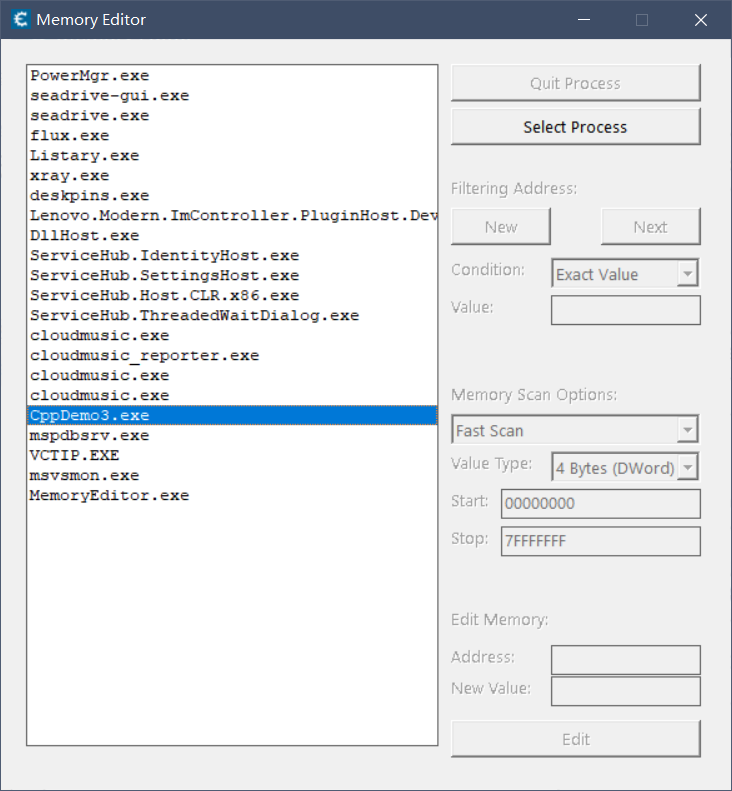 Memory Editor
PowerMgr.exe
seadrive-gui.exe
seadrive.exe
flux.exe
Listary.exe
xray.exe
deskpins.exe
Lenovo.Modern.ImController.PluginHost.Dev
DllHost.exe
ServiceHub.IdentityHost.exe
ServiceHub.SettingsHost.exe
ServiceHub.Host.CLR.x86.exe
ServiceHub.ThreadedWaitDialog.exe
cloudmusic.exe
cloudmusic_reporter.exe
cloudmusic.exe
cloudmusic.exe
CppDemo3.exe
mspdbsrv.exe
VCTIP.EXE
msvsmon.exe
MemoryEditor.exe
Quit Process
Select Process
Filtering Address:
New Next
Condition: Exact Value
Value:
Memory Scan Options:
Fast Scan
Value Type: 4 Bytes (DWord)
Start: 00000000
Stop: 7FFFFFFF
Edit Memory:
Address:
New Value:
Edit